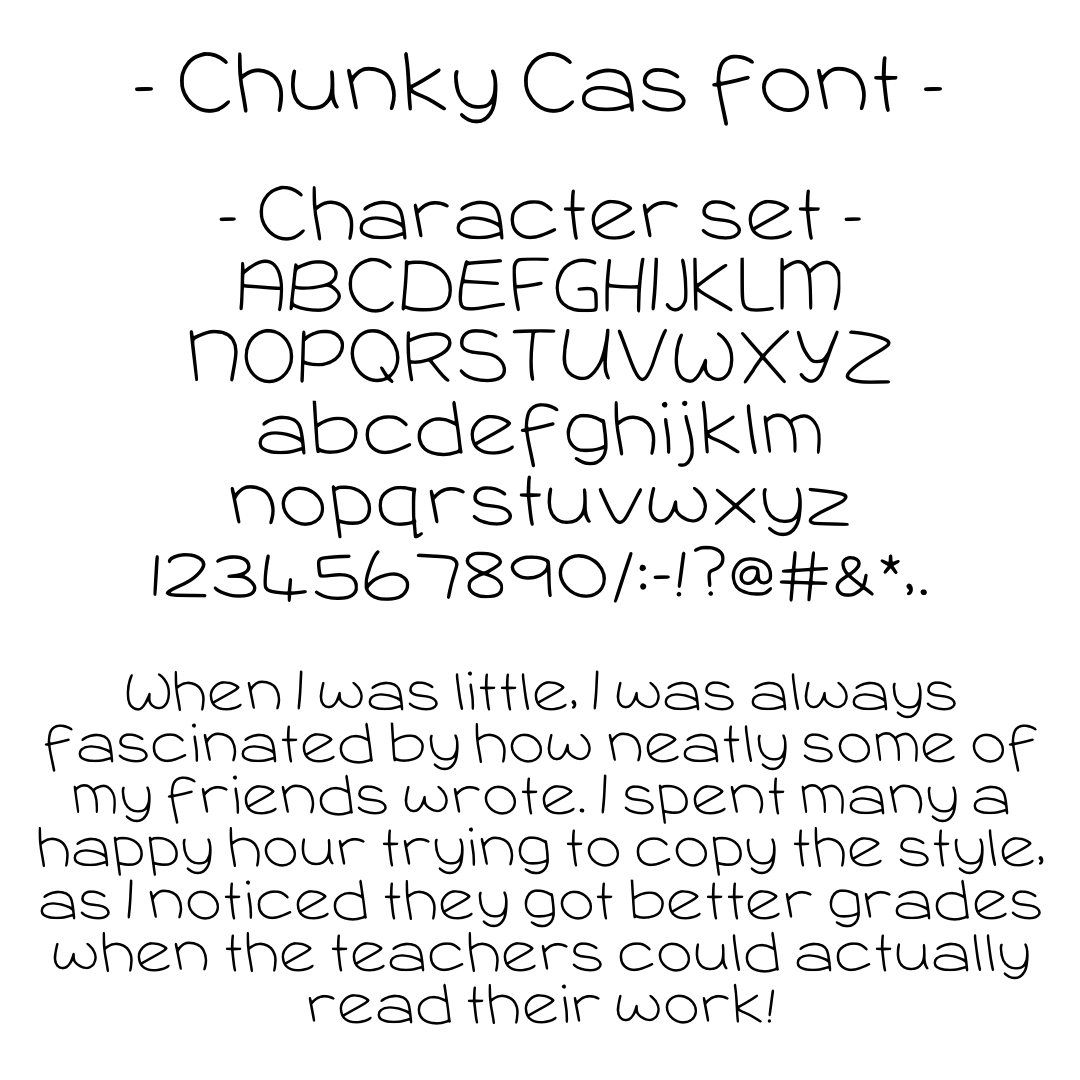 - Chunky Cas font -
- Character set -
ABCDEFGHIJKLM
NOPQRSTUVWXYZ
abcdefghijklm
nopqrstuvwxyz
1234567890/:-!?@#&*,.
When I was little, I was always
fascinated by how neatly some of
my friends wrote. I spent many a
happy hour trying to copy the style,
as I noticed they got better grades
when the teachers could actually
read their work!